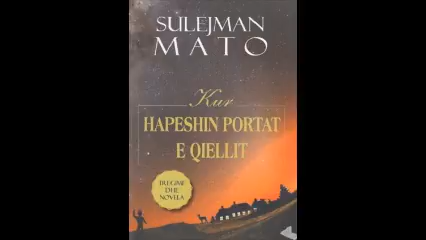 SULEJMAN
MATO
Kur
HAPESHIN PORTAT
E QIELLIT
TREGIME
DHE
NOVELA